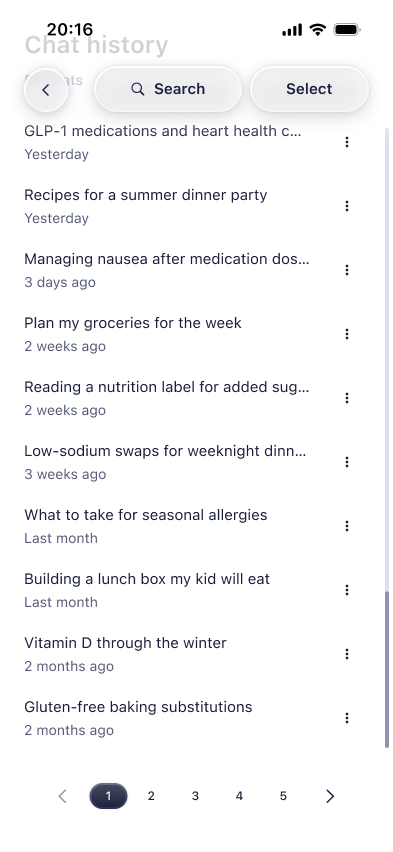 20:16
Chat history
Search
Select
GLP-1 medications and heart health c...
Yesterday
Recipes for a summer dinner party
Yesterday
Managing nausea after medication dos...
3 days ago
Plan my groceries for the week
2 weeks ago
Reading a nutrition label for added sug...
2 weeks ago
Low-sodium swaps for weeknight dinn...
3 weeks ago
What to take for seasonal allergies
Last month
Building a lunch box my kid will eat
Last month
Vitamin D through the winter
2 months ago
Gluten-free baking substitutions
2 months ago
1 2 3 4 5